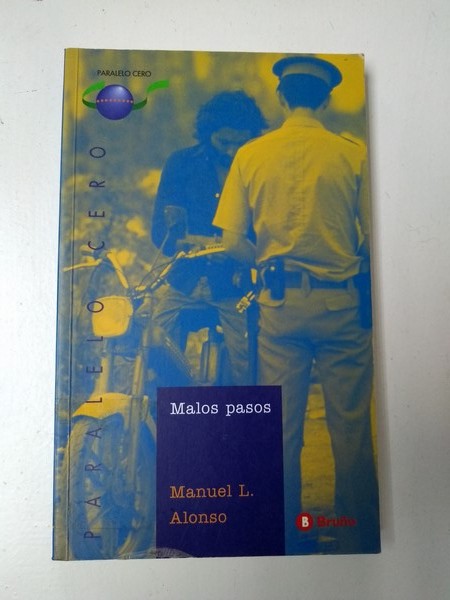 PARALELO CERO
PARALELO CERO
Malos pasos
Manuel L.
Alonso
B Bruño